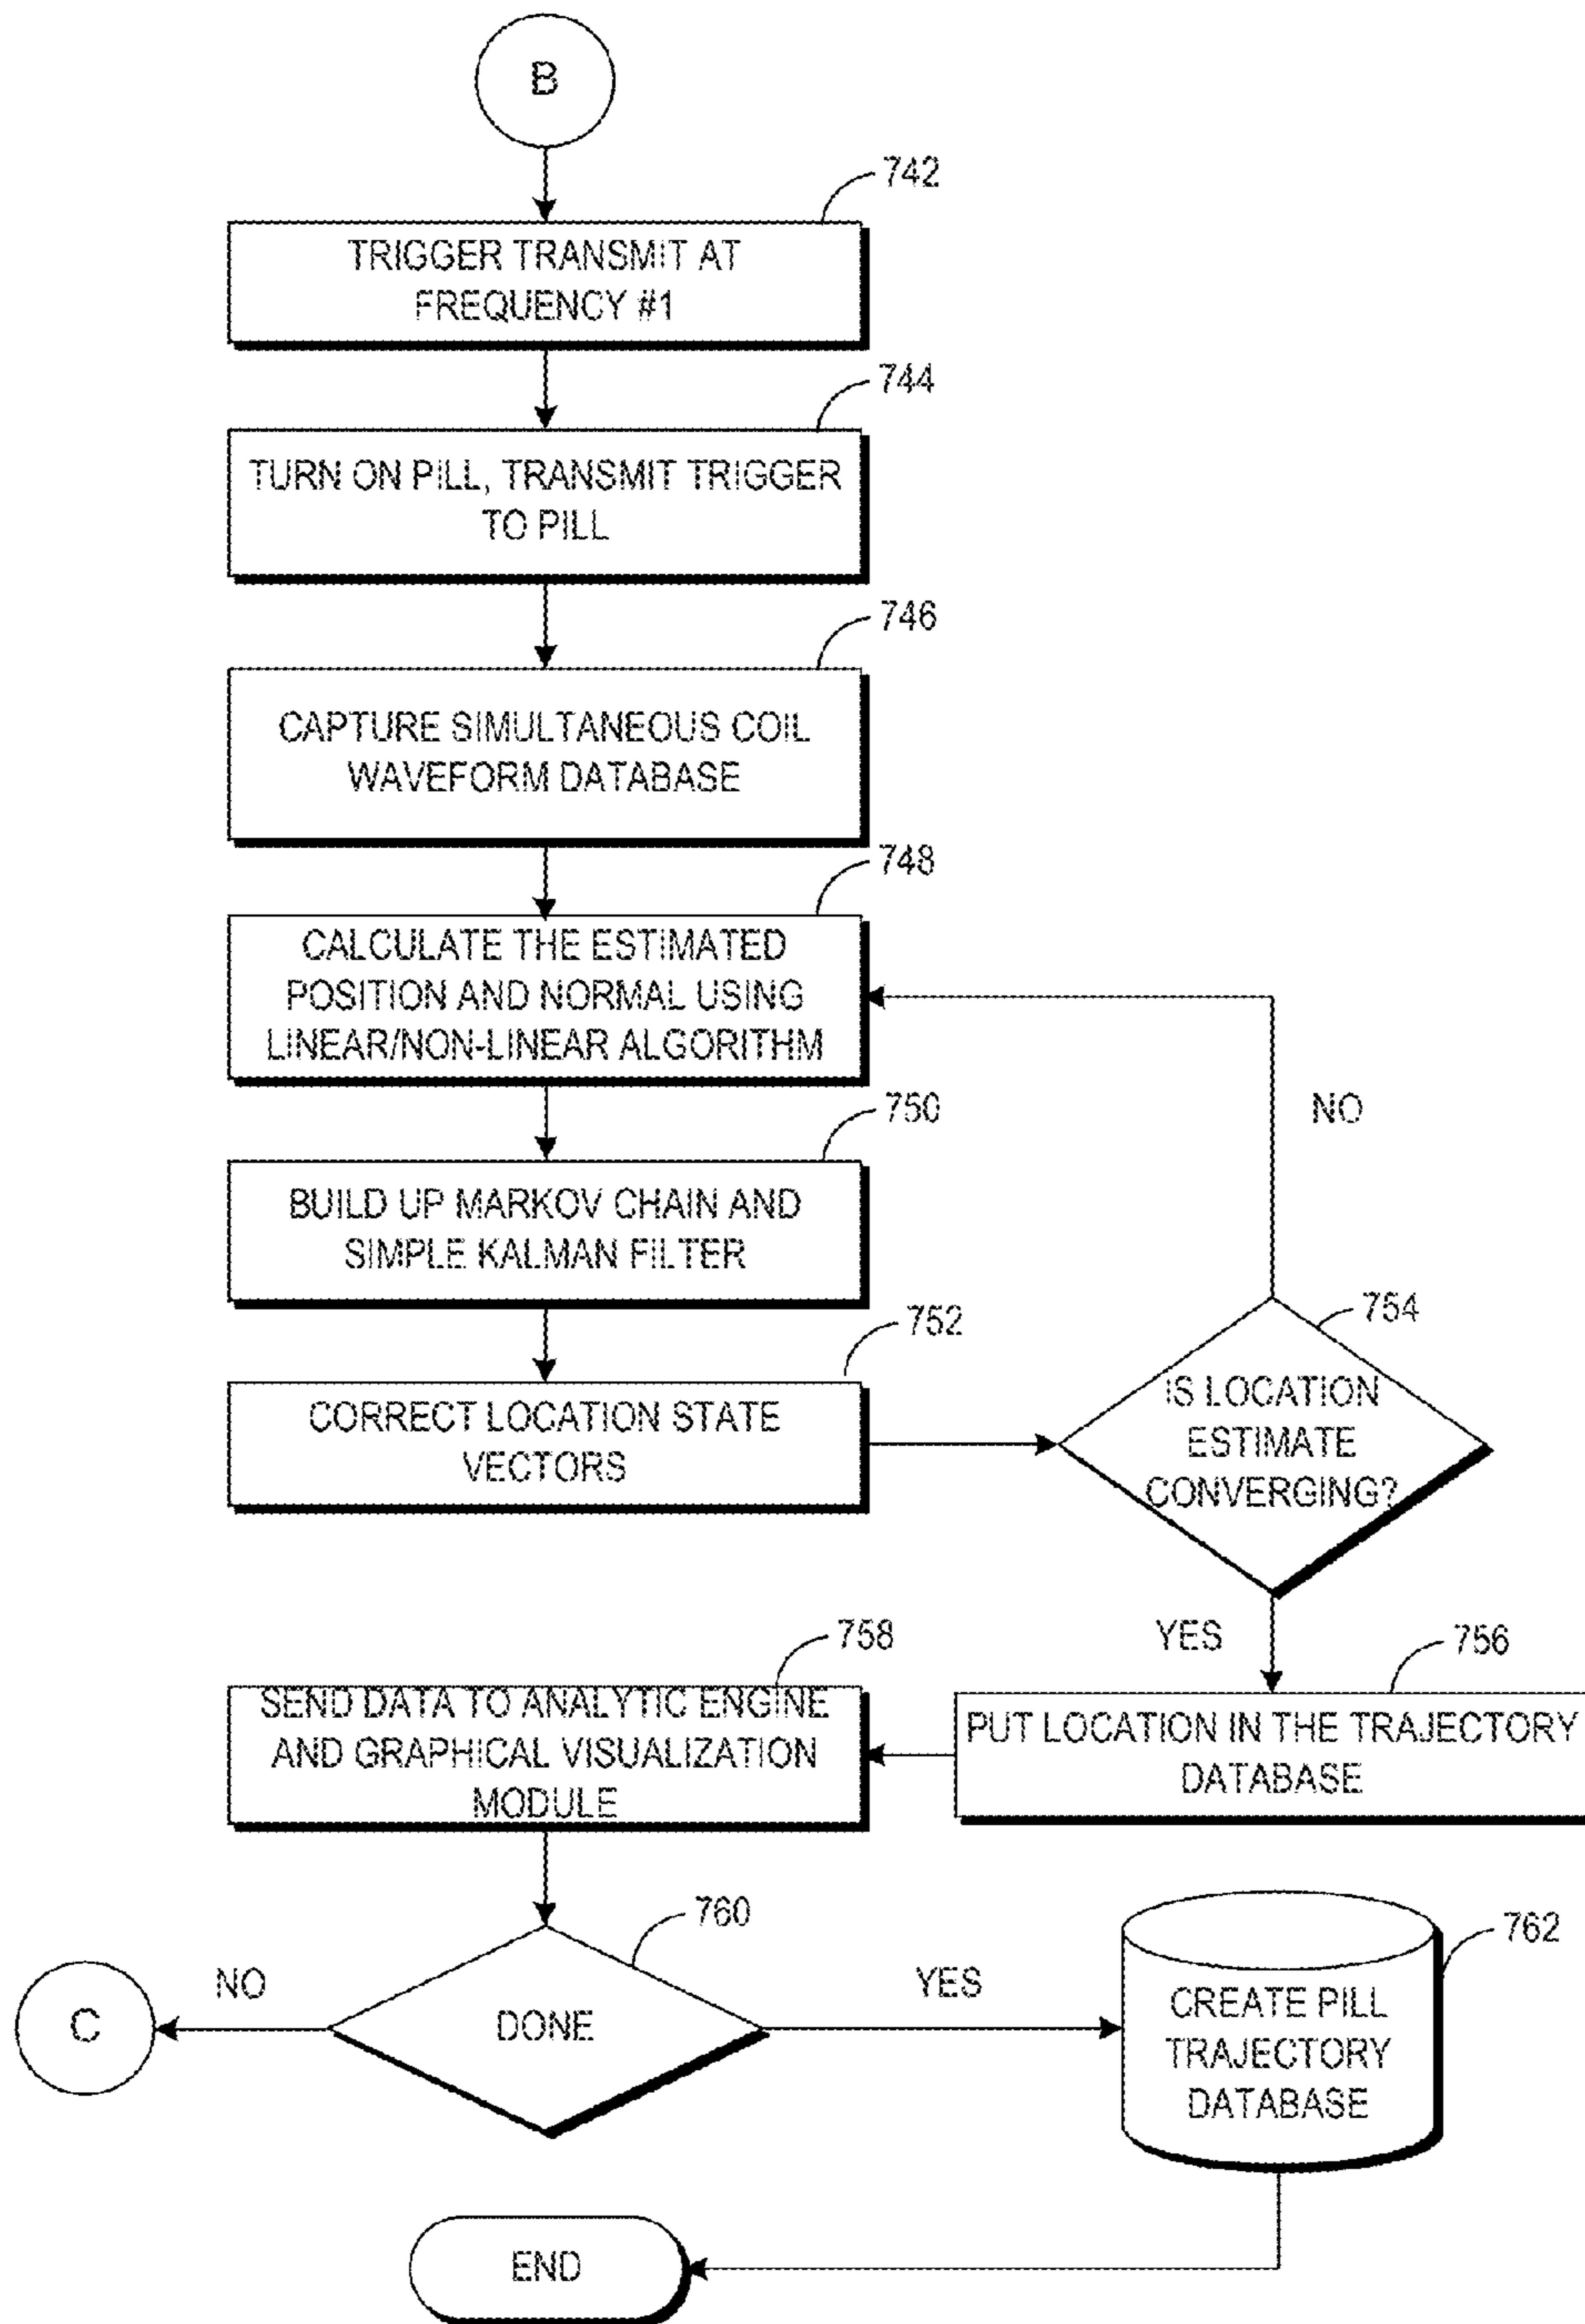 B
742
TRIGGER TRANSMIT AT
FREQUENCY #1
744
TURN ON PILL, TRANSMIT TRIGGER
TO PILL
746
CAPTURE SIMULTANEOUS COIL
WAVEFORM DATABASE
748
CALCULATE THE ESTIMATED
POSITION AND NORMAL USING
LINEAR/NON-LINEAR ALGORITHM
750
BUILD UP MARKOV CHAIN AND
SIMPLE KALMAN FILTER
752
CORRECT LOCATION STATE
VECTORS
754
IS LOCATION
ESTIMATE
CONVERGING?
NO
YES
756
PUT LOCATION IN THE TRAJECTORY
DATABASE
758
SEND DATA TO ANALYTIC ENGINE
AND GRAPHICAL VISUALIZATION
MODULE
760
DONE
NO
C
YES
762
CREATE PILL
TRAJECTORY
DATABASE
END